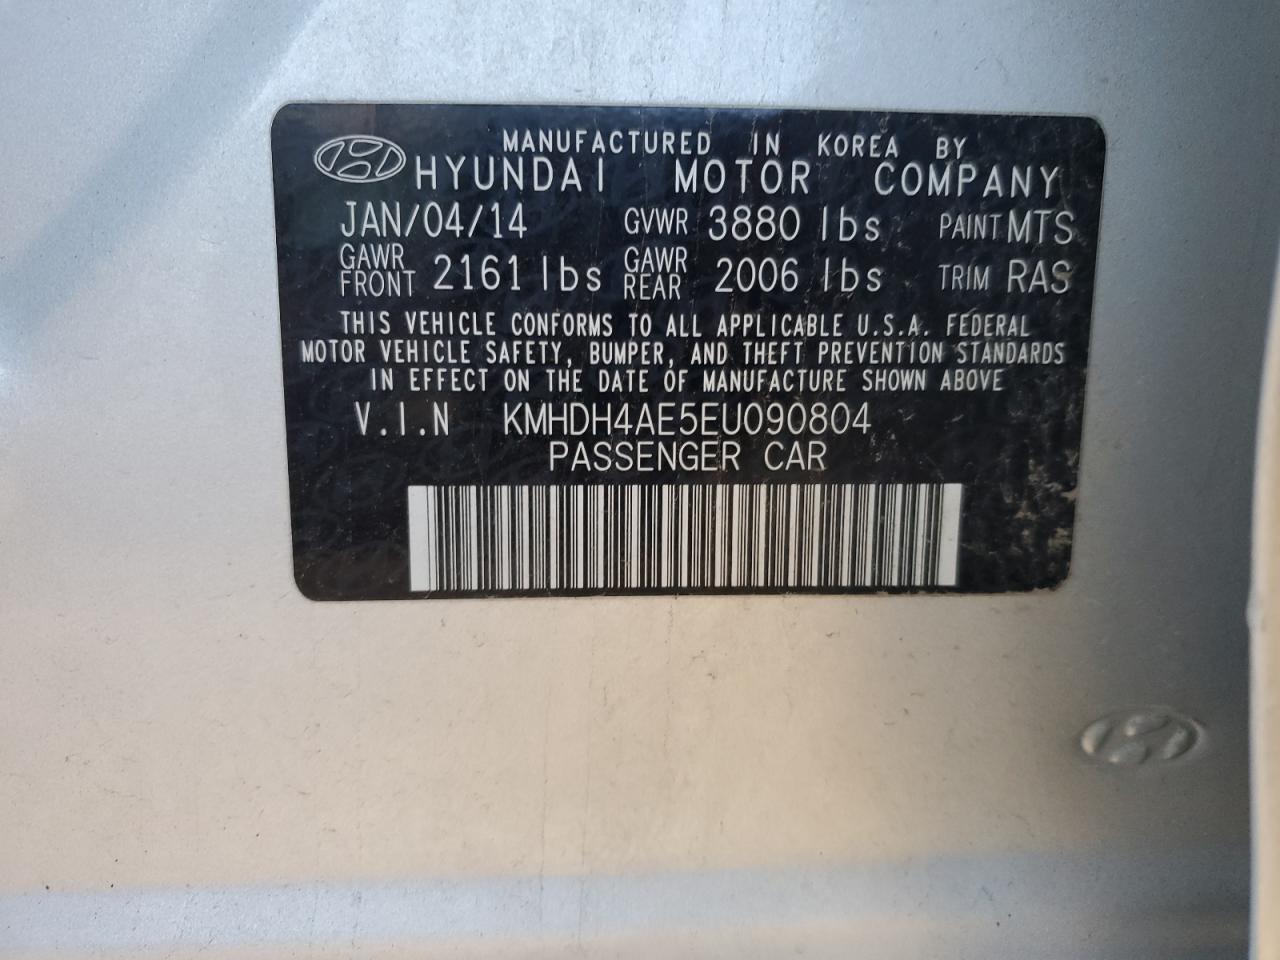 MANUFACTURED IN KOREA BY
HYUNDAI MOTOR COMPANY
JAN/04/14 GVWR 3880 lbs PAINT MTS
GAWR FRONT 2161 lbs GAWR REAR 2006 lbs TRIM RAS
THIS VEHICLE CONFORMS TO ALL APPLICABLE U.S.A. FEDERAL
MOTOR VEHICLE SAFETY, BUMPER, AND THEFT PREVENTION STANDARDS
IN EFFECT ON THE DATE OF MANUFACTURE SHOWN ABOVE
V.I.N KMHDH4AE5EU090804
PASSENGER CAR